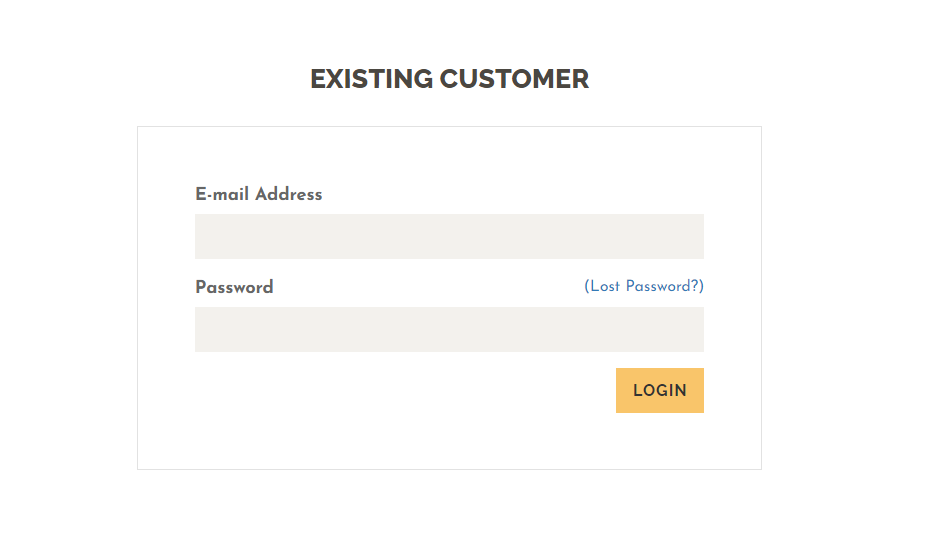 EXISTING CUSTOMER
E-mail Address
Password (Lost Password?)
LOGIN